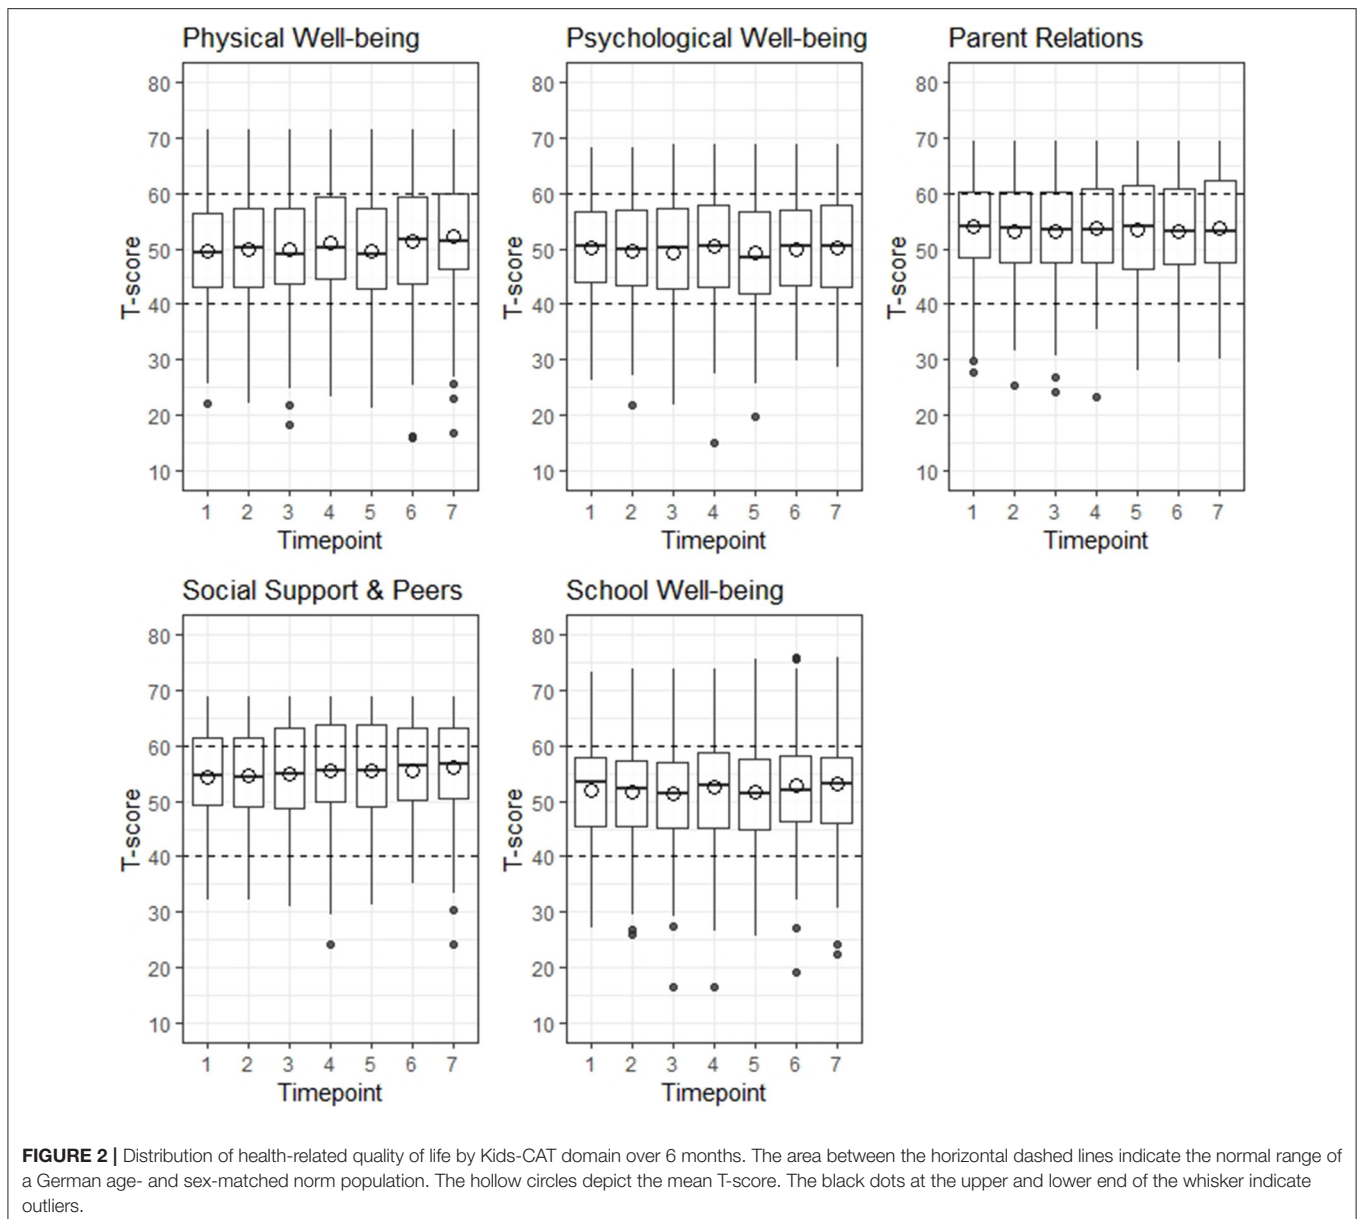 Physical Well-being
Psychological Well-being
Parent Relations
80
70
60
50
40
30
20
10
T-score
1 2 3 4 5 6 7
Timepoint
80
70
60
50
40
30
20
10
T-score
1 2 3 4 5 6 7
Timepoint
80
70
60
50
40
30
20
10
T-score
1 2 3 4 5 6 7
Timepoint
Social Support & Peers
School Well-being
80
70
60
50
40
30
20
10
T-score
1 2 3 4 5 6 7
Timepoint
80
70
60
50
40
30
20
10
T-score
1 2 3 4 5 6 7
Timepoint
FIGURE 2 | Distribution of health-related quality of life by Kids-CAT domain over 6 months. The area between the horizontal dashed lines indicate the normal range of
a German age- and sex-matched norm population. The hollow circles depict the mean T-score. The black dots at the upper and lower end of the whisker indicate
outliers.